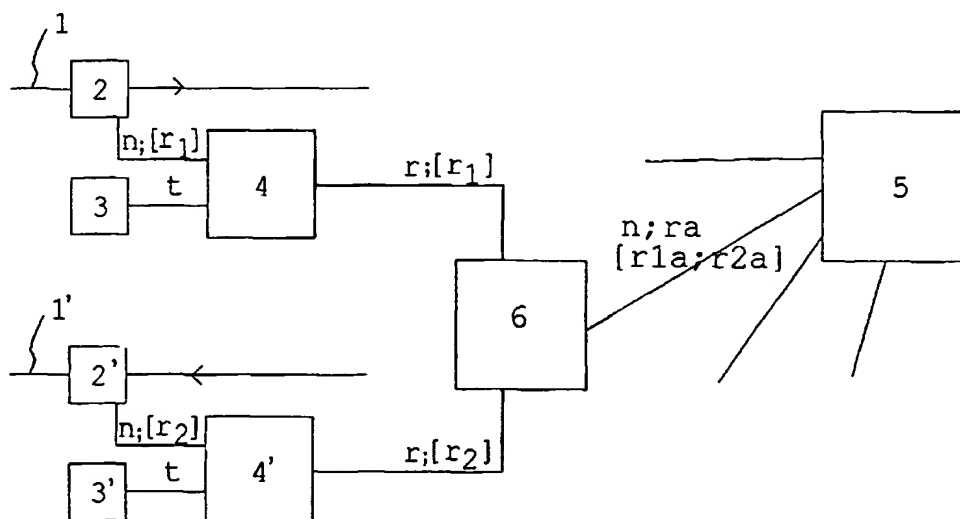 1
2
n;[r1]
3
t
4
r;[r1]
5
n;ra
[r1a;r2a]
6
1'
2'
n;[r2]
3'
t
4'
r;[r2]